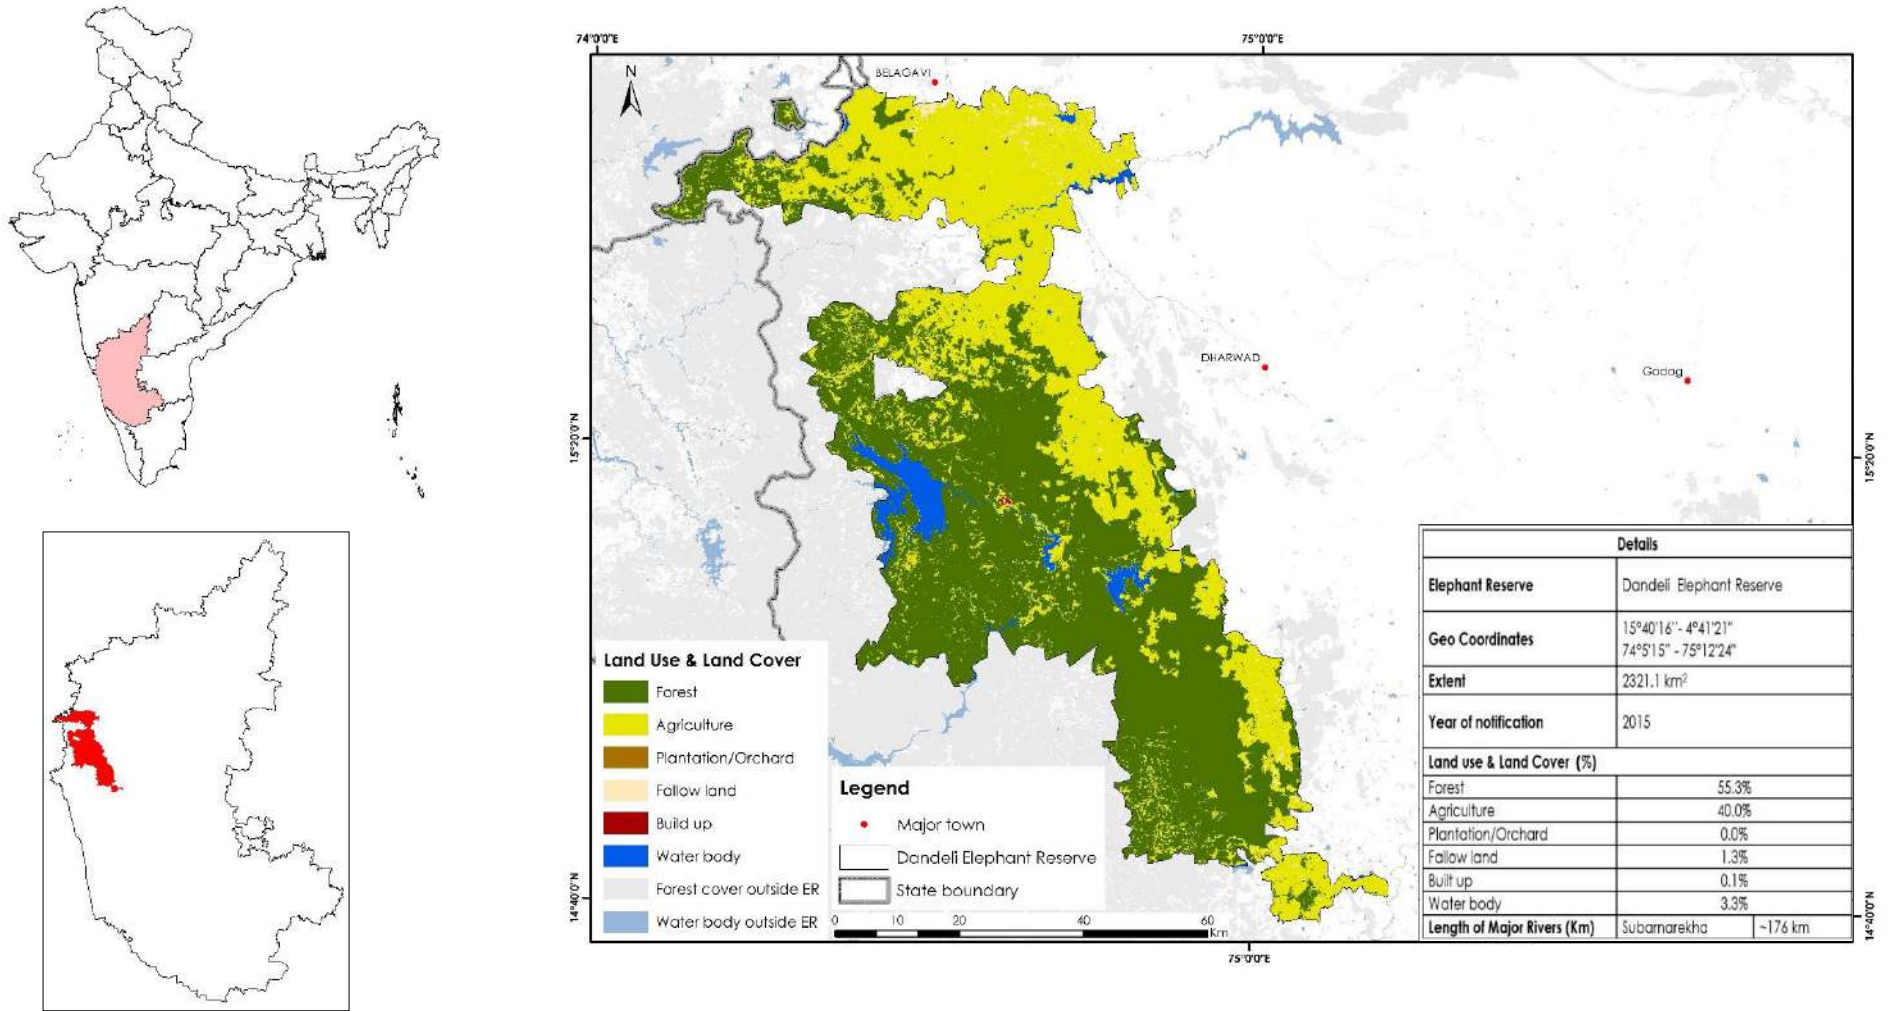 74°0'0"E
75°0'0"E
N
BELAGAVI
DHARWAD
Gadag
15°20'0"N
15°20'0"N
Land Use & Land Cover
Forest
Agriculture
Plantation/Orchard
Fallow land
Build up
Water body
Forest cover outside ER
Water body outside ER
Legend
Major town
Dandeli Elephant Reserve
State boundary
0 10 20 40 60
Km
Details
Elephant Reserve Dandeli Elephant Reserve
Geo Coordinates 15°40'16"- 4°41'21"
74°5'15" - 75°12'24"
Extent 2321.1 km²
Year of notification 2015
Land use & Land Cover (%)
Forest 55.3%
Agriculture 40.0%
Plantation/Orchard 0.0%
Fallow land 1.3%
Built up 0.1%
Water body 3.3%
Length of Major Rivers (Km) Subarnarekha ~176 km
14°40'0"N
14°40'0"N
75°0'0"E